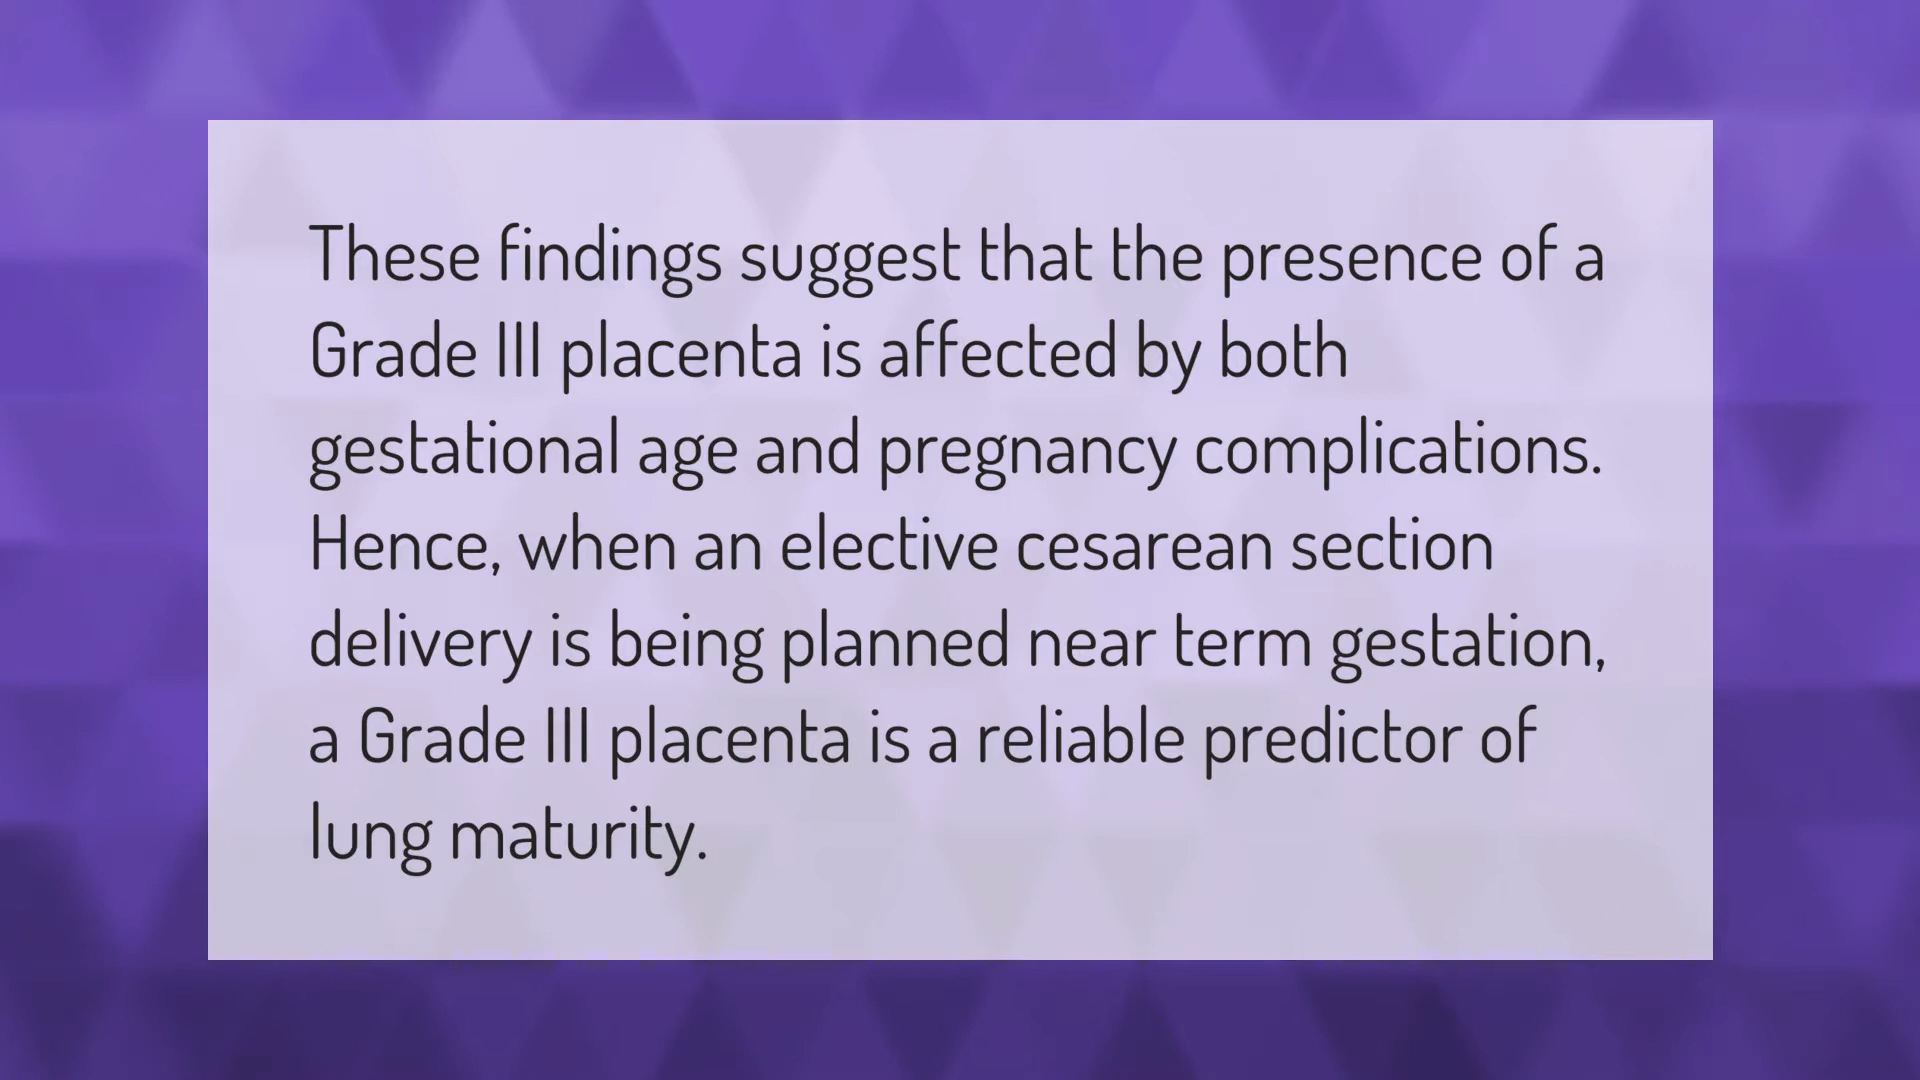 These findings suggest that the presence of a
Grade III placenta is affected by both
gestational age and pregnancy complications.
Hence, when an elective cesarean section
delivery is being planned near term gestation,
a Grade III placenta is a reliable predictor of
lung maturity.